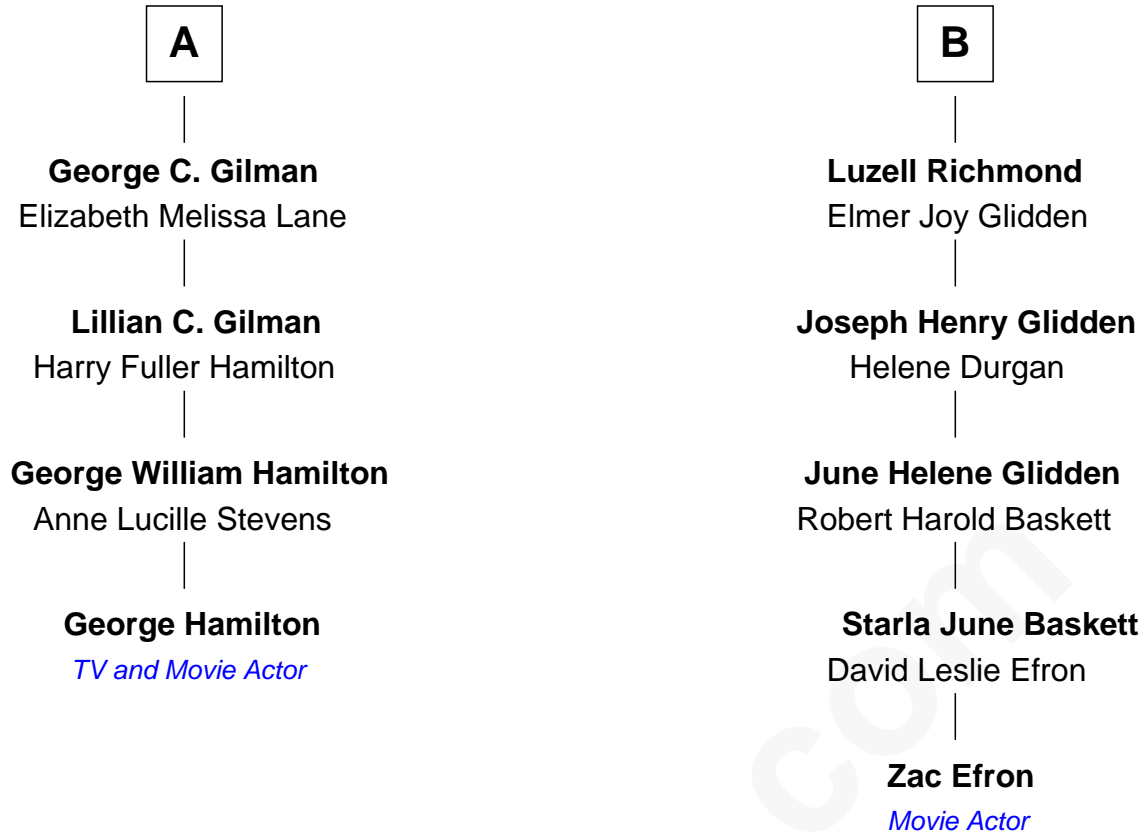 A
George C. Gilman
Elizabeth Melissa Lane
Lillian C. Gilman
Harry Fuller Hamilton
George William Hamilton
Anne Lucille Stevens
George Hamilton
TV and Movie Actor
B
Luzell Richmond
Elmer Joy Glidden
Joseph Henry Glidden
Helene Durgan
June Helene Glidden
Robert Harold Baskett
Starla June Baskett
David Leslie Efron
Zac Efron
Movie Actor
com